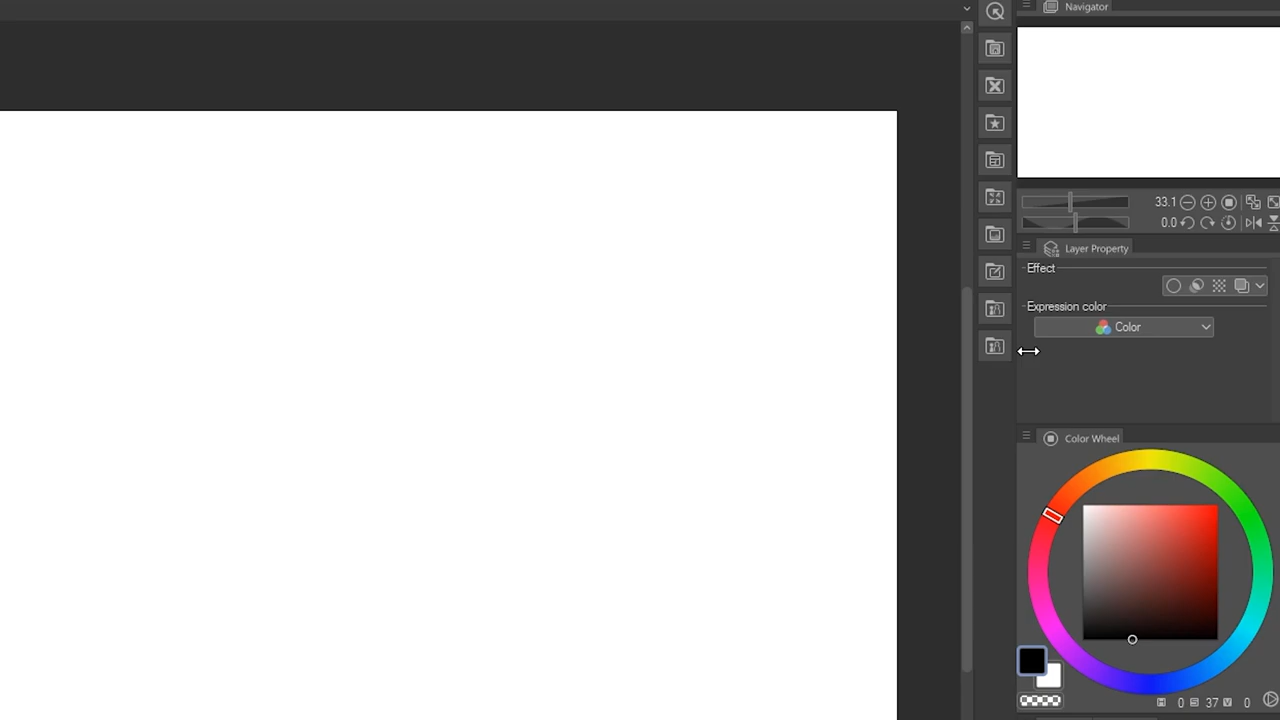 Navigator
33.1
0.0
Layer Property
Effect
Expression color
Color
Color Wheel
H 0 S 37 V 0